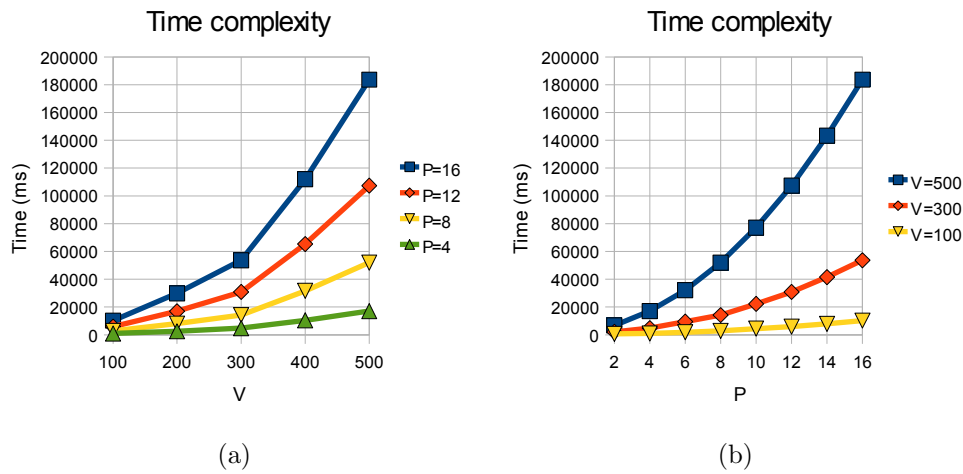 Time complexity
200000
180000
160000
140000
120000
100000
80000
60000
40000
20000
0
Time (ms)
100 200 300 400 500
V
P=16
P=12
P=8
P=4
(a)
Time complexity
200000
180000
160000
140000
120000
100000
80000
60000
40000
20000
0
Time (ms)
2 4 6 8 10 12 14 16
P
V=500
V=300
V=100
(b)